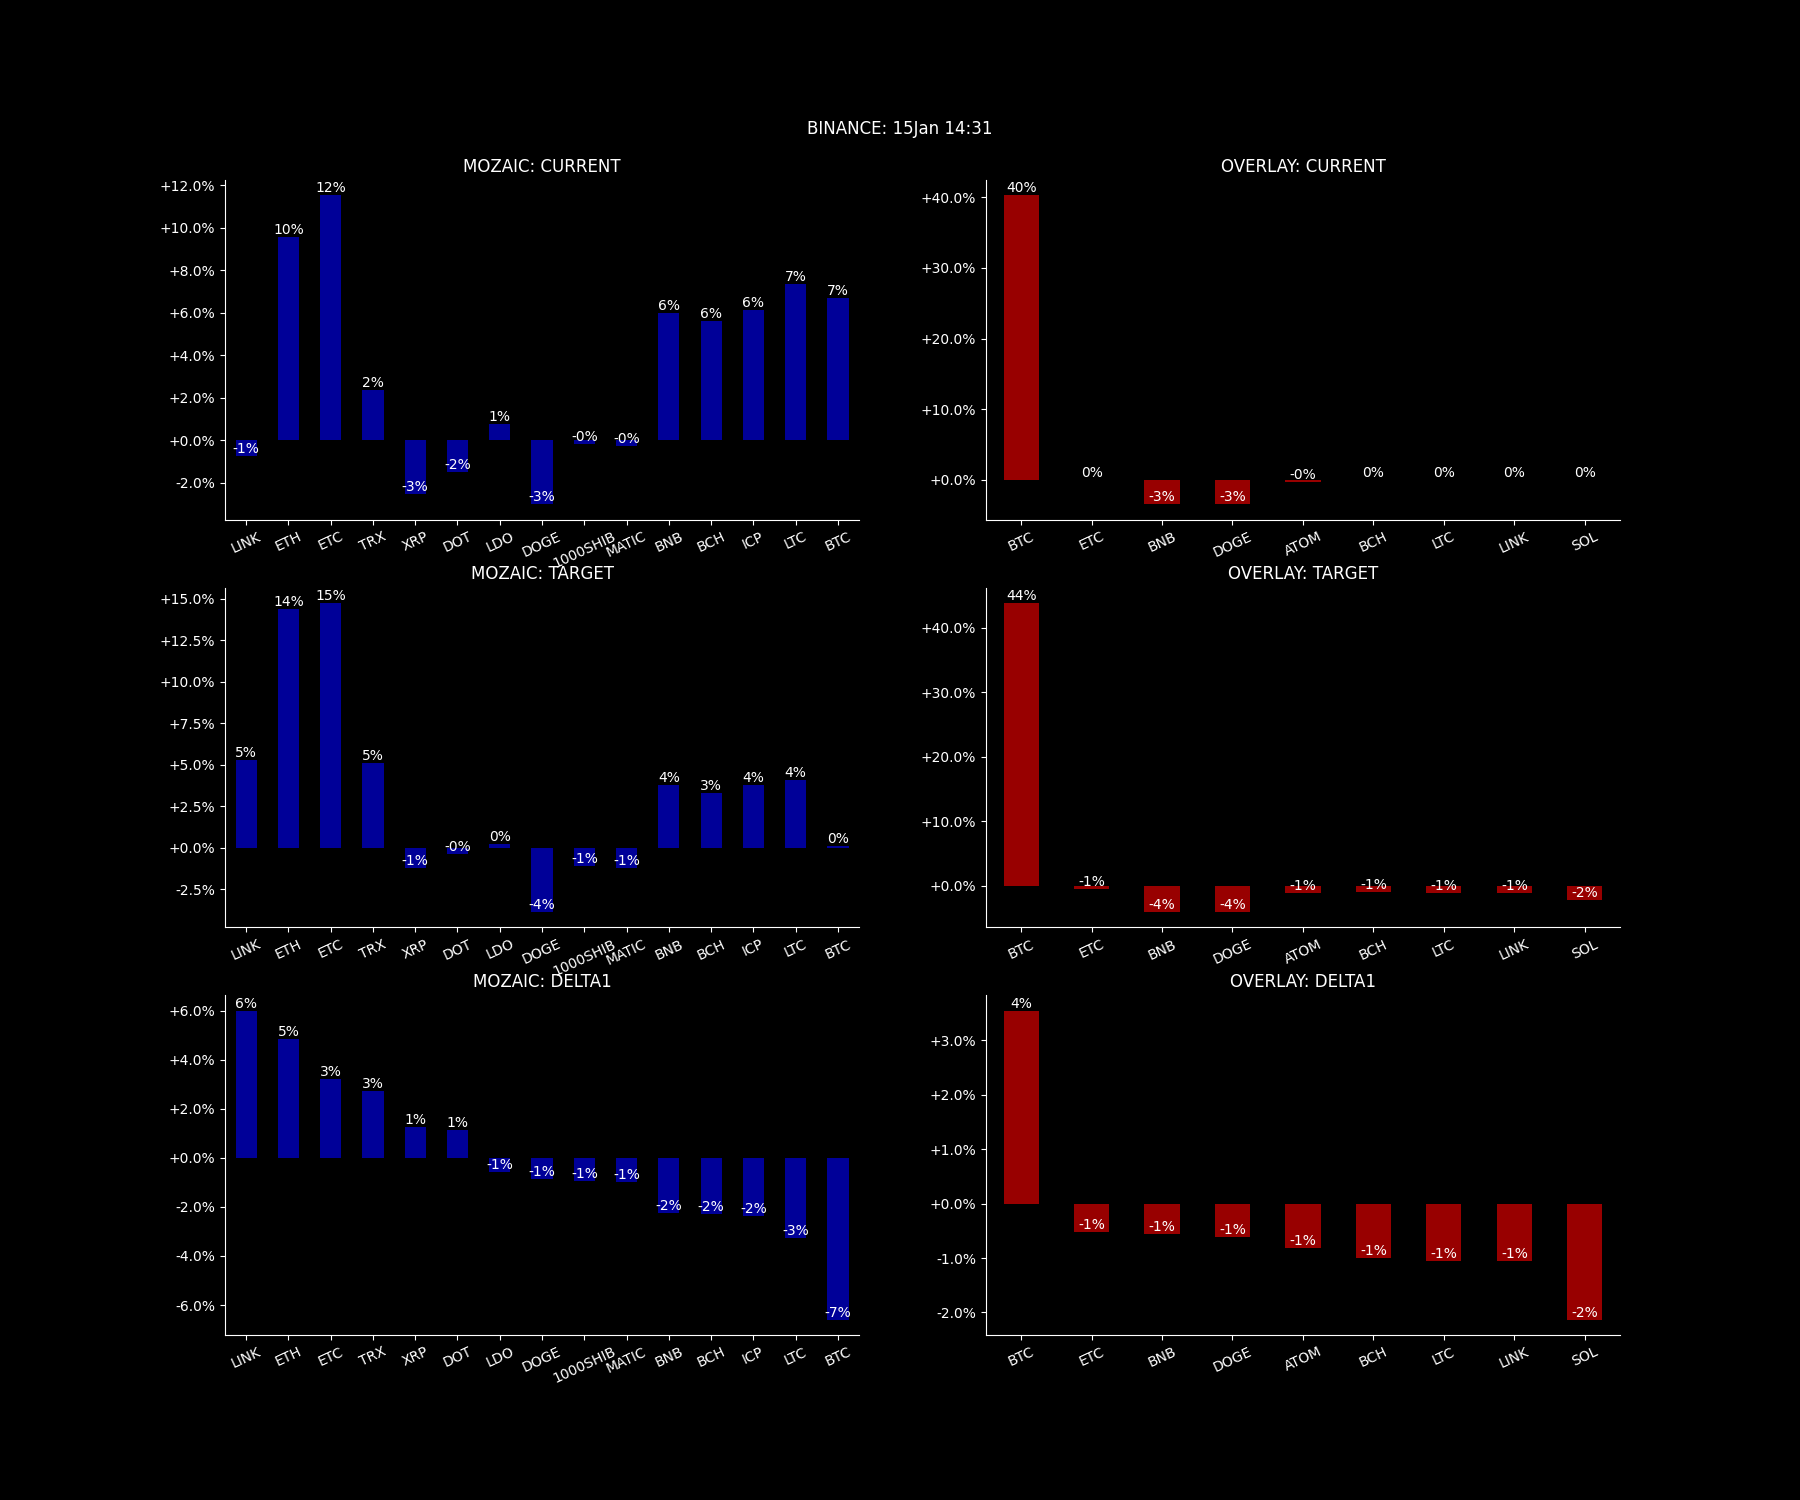 BINANCE: 15Jan 14:31
MOZAIC: CURRENT
+12.0%
+10.0%
+8.0%
+6.0%
+4.0%
+2.0%
+0.0%
-2.0%
-1%
10%
12%
2%
-3%
-2%
1%
-3%
-0%
-0%
6%
6%
6%
7%
7%
LINK
ETH
ETC
TRX
XRP
DOT
LDO
DOGE
1000SHIB
MATIC
BNB
BCH
ICP
LTC
BTC
OVERLAY: CURRENT
+40.0%
+30.0%
+20.0%
+10.0%
+0.0%
40%
0%
-3%
-3%
-0%
0%
0%
0%
0%
BTC
ETC
BNB
DOGE
ATOM
BCH
LTC
LINK
SOL
MOZAIC: TARGET
+15.0%
+12.5%
+10.0%
+7.5%
+5.0%
+2.5%
+0.0%
-2.5%
5%
14%
15%
5%
-1%
-0%
0%
-4%
-1%
-1%
4%
3%
4%
4%
0%
LINK
ETH
ETC
TRX
XRP
DOT
LDO
DOGE
1000SHIB
MATIC
BNB
BCH
ICP
LTC
BTC
OVERLAY: TARGET
+40.0%
+30.0%
+20.0%
+10.0%
+0.0%
44%
-1%
-4%
-4%
-1%
-1%
-1%
-1%
-2%
BTC
ETC
BNB
DOGE
ATOM
BCH
LTC
LINK
SOL
MOZAIC: DELTA1
+6.0%
+4.0%
+2.0%
+0.0%
-2.0%
-4.0%
-6.0%
6%
5%
3%
3%
1%
1%
-1%
-1%
-1%
-1%
-2%
-2%
-2%
-3%
-7%
LINK
ETH
ETC
TRX
XRP
DOT
LDO
DOGE
1000SHIB
MATIC
BNB
BCH
ICP
LTC
BTC
OVERLAY: DELTA1
+3.0%
+2.0%
+1.0%
+0.0%
-1.0%
-2.0%
4%
-1%
-1%
-1%
-1%
-1%
-1%
-1%
-2%
BTC
ETC
BNB
DOGE
ATOM
BCH
LTC
LINK
SOL